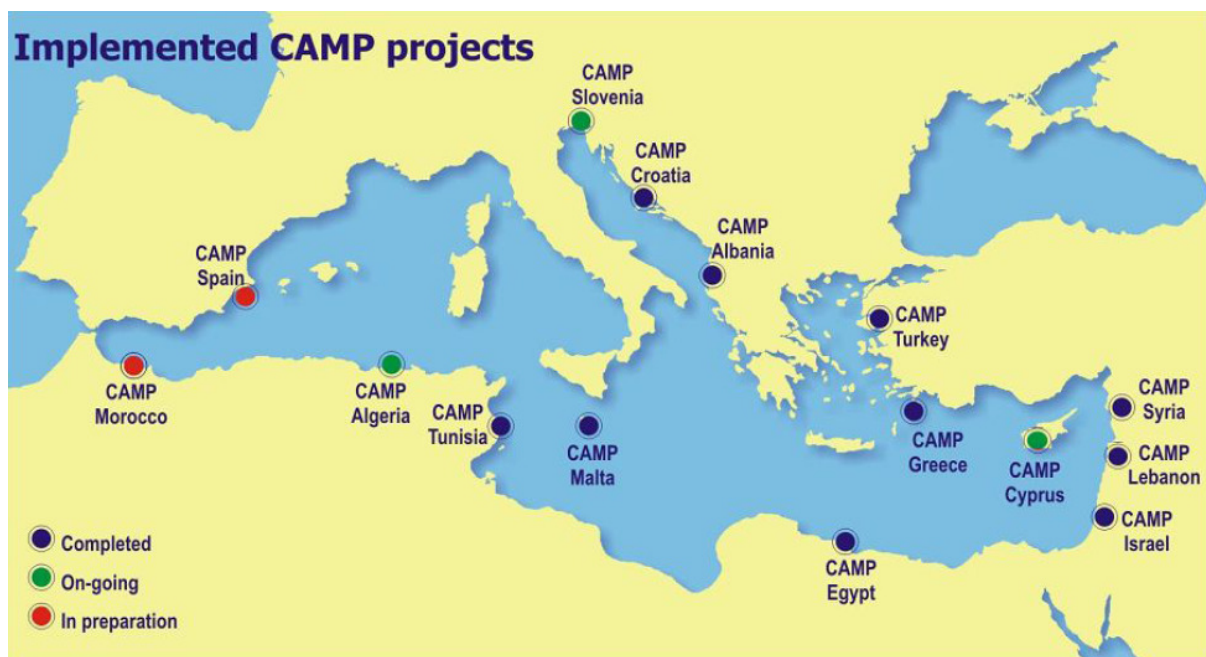 Implemented CAMP projects
CAMP
Slovenia
CAMP
Croatia
CAMP
Albania
CAMP
Spain
CAMP
Turkey
CAMP
Morocco
CAMP
Algeria
CAMP
Tunisia
CAMP
Malta
CAMP
Greece
CAMP
Cyprus
CAMP
Syria
CAMP
Lebanon
CAMP
Israel
CAMP
Egypt
Completed
On-going
In preparation